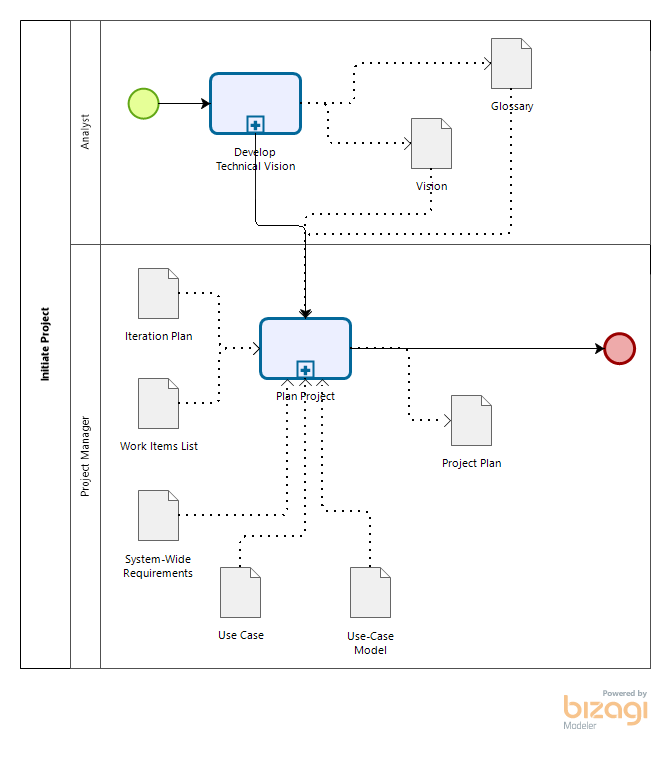 Initiate Project
Analyst
Glossary
Develop
Technical Vision
Vision
Project Manager
Iteration Plan
Plan Project
Work Items List
Project Plan
System-Wide
Requirements
Use Case
Use-Case
Model
Powered by
bizagi
Modeler